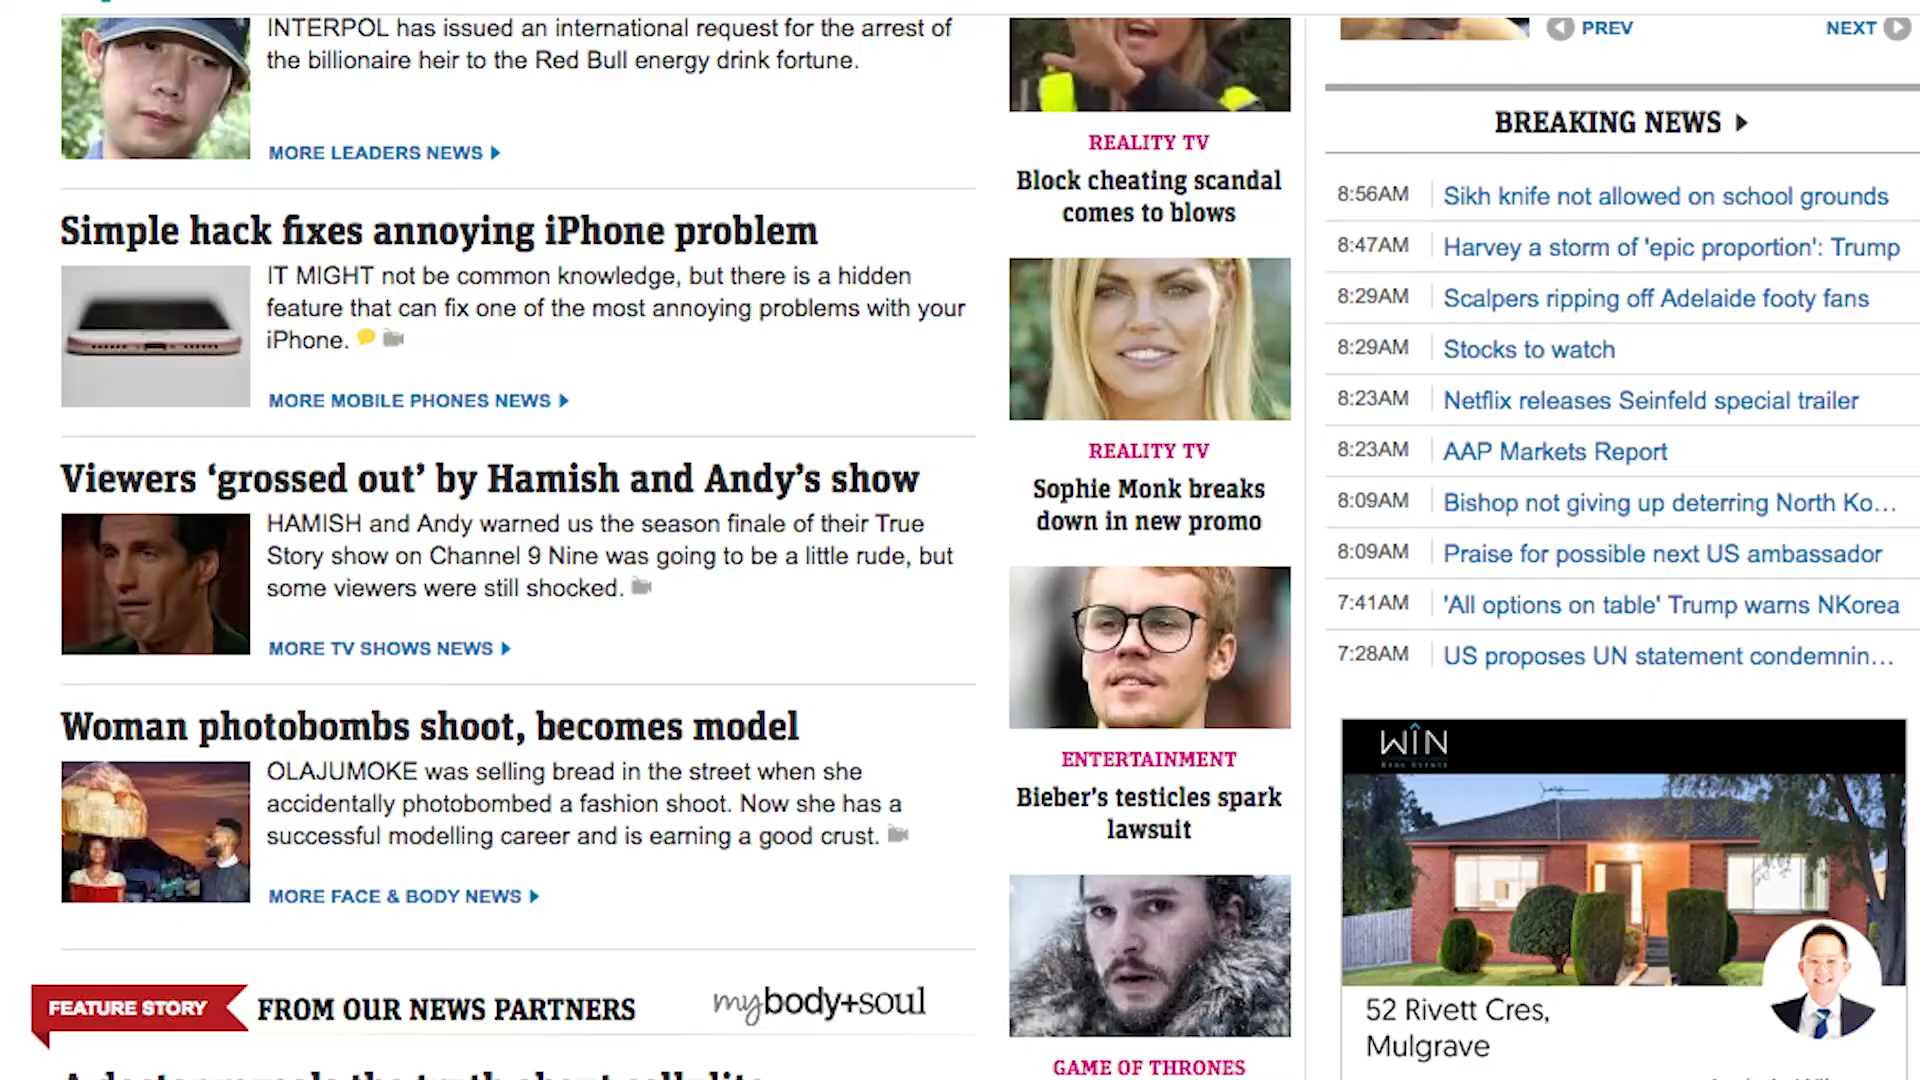 INTERPOL has issued an international request for the arrest of
the billionaire heir to the Red Bull energy drink fortune.
MORE LEADERS NEWS
Simple hack fixes annoying iPhone problem
IT MIGHT not be common knowledge, but there is a hidden
feature that can fix one of the most annoying problems with your
iPhone.
MORE MOBILE PHONES NEWS
Viewers ‘grossed out’ by Hamish and Andy’s show
HAMISH and Andy warned us the season finale of their True
Story show on Channel 9 Nine was going to be a little rude, but
some viewers were still shocked.
MORE TV SHOWS NEWS
Woman photobombs shoot, becomes model
OLAJUMOKE was selling bread in the street when she
accidentally photobombed a fashion shoot. Now she has a
successful modelling career and is earning a good crust.
MORE FACE & BODY NEWS
FEATURE STORY
FROM OUR NEWS PARTNERS
mybody+soul
A doctor reveals the truth about cellulite
REALITY TV
Block cheating scandal
comes to blows
REALITY TV
Sophie Monk breaks
down in new promo
ENTERTAINMENT
Bieber’s testicles spark
lawsuit
GAME OF THRONES
PREV
NEXT
BREAKING NEWS
8:56AM Sikh knife not allowed on school grounds
8:47AM Harvey a storm of 'epic proportion': Trump
8:29AM Scalpers ripping off Adelaide footy fans
8:29AM Stocks to watch
8:23AM Netflix releases Seinfeld special trailer
8:23AM AAP Markets Report
8:09AM Bishop not giving up deterring North Ko...
8:09AM Praise for possible next US ambassador
7:41AM 'All options on table' Trump warns NKorea
7:28AM US proposes UN statement condemnin...
WIN
REAL ESTATE
52 Rivett Cres,
Mulgrave